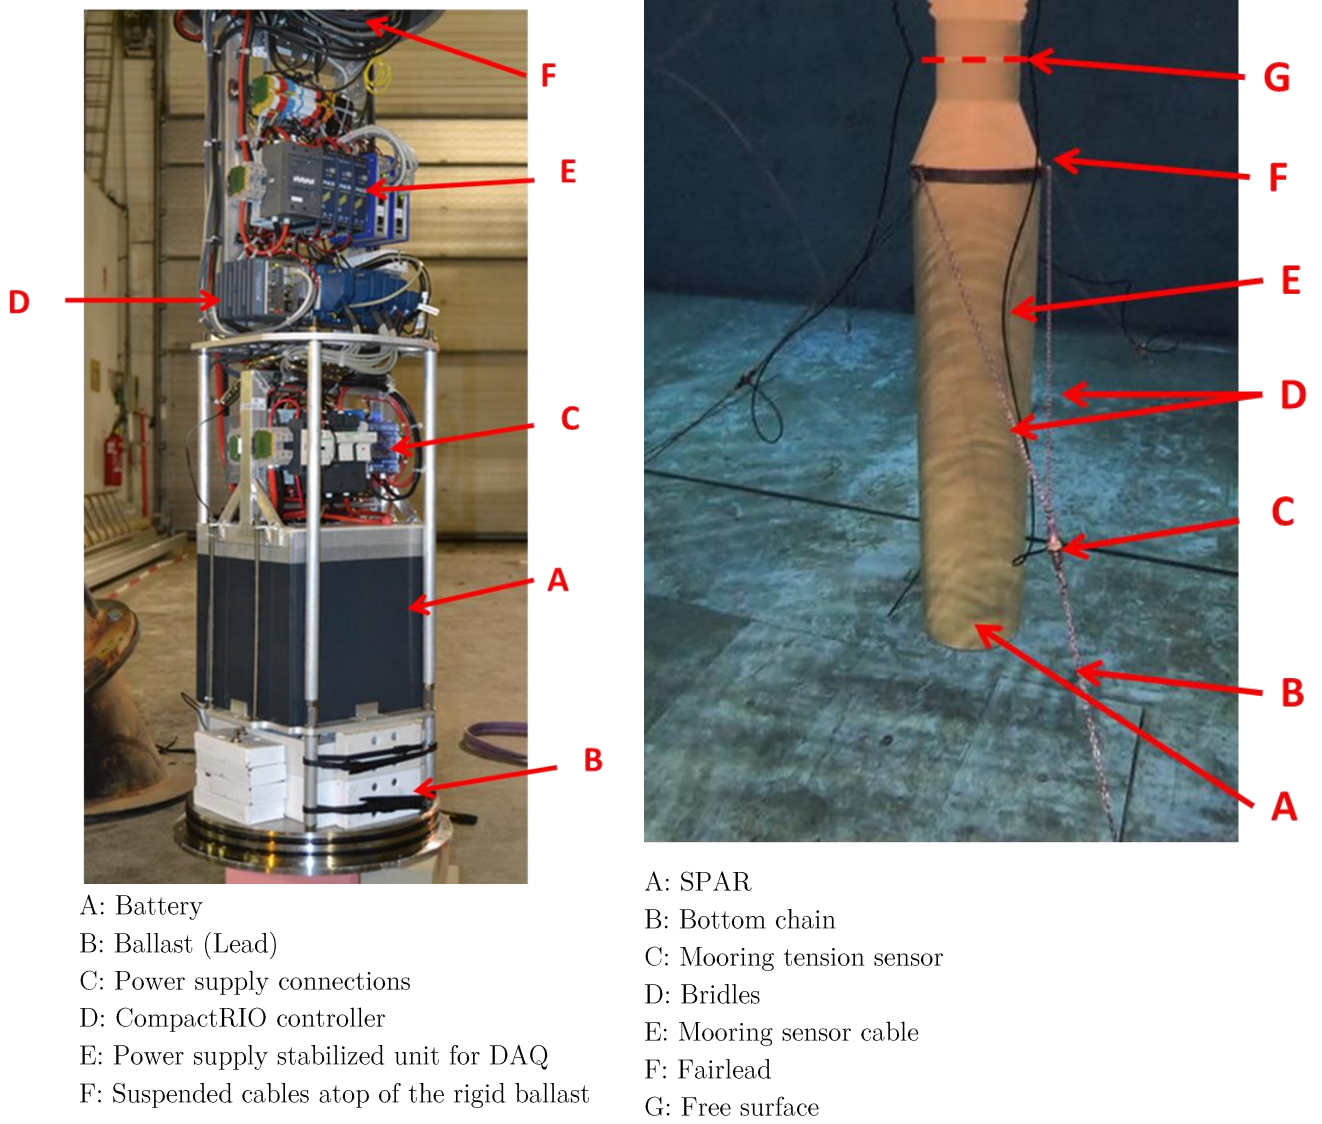 F
E
D
C
A
B
G
F
E
D
C
B
A
A: Battery
B: Ballast (Lead)
C: Power supply connections
D: CompactRIO controller
E: Power supply stabilized unit for DAQ
F: Suspended cables atop of the rigid ballast
A: SPAR
B: Bottom chain
C: Mooring tension sensor
D: Bridles
E: Mooring sensor cable
F: Fairlead
G: Free surface